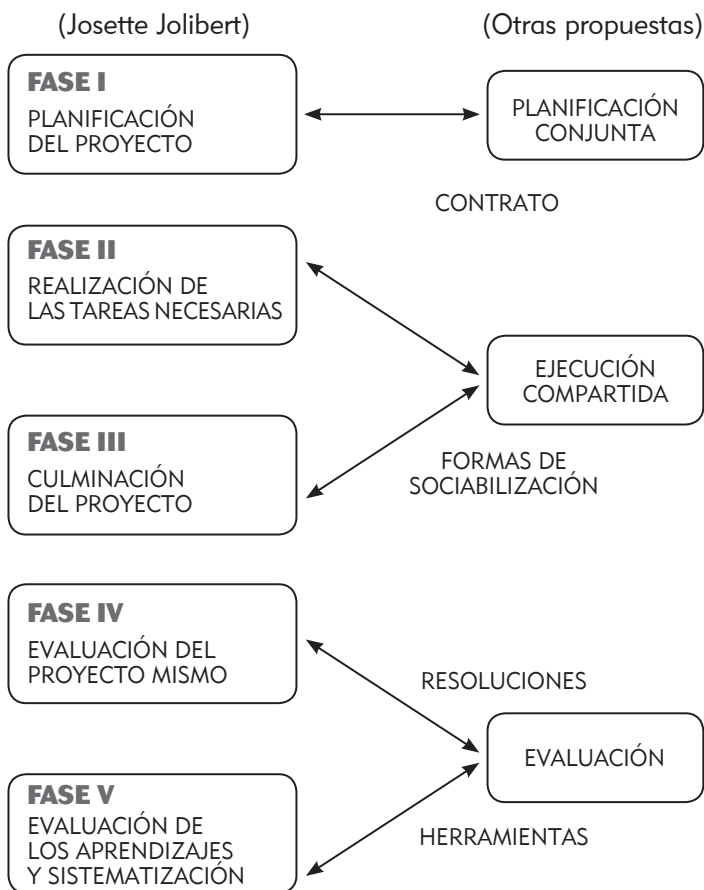 (Josette Jolibert)
(Otras propuestas)
FASE I
PLANIFICACIÓN
DEL PROYECTO
PLANIFICACIÓN
CONJUNTA
CONTRATO
FASE II
REALIZACIÓN DE
LAS TAREAS NECESARIAS
EJECUCIÓN
COMPARTIDA
FASE III
CULMINACIÓN
DEL PROYECTO
FORMAS DE
SOCIABILIZACIÓN
FASE IV
EVALUACIÓN DEL
PROYECTO MISMO
RESOLUCIONES
EVALUACIÓN
FASE V
EVALUACIÓN DE
LOS APRENDIZAJES
Y SISTEMATIZACIÓN
HERRAMIENTAS